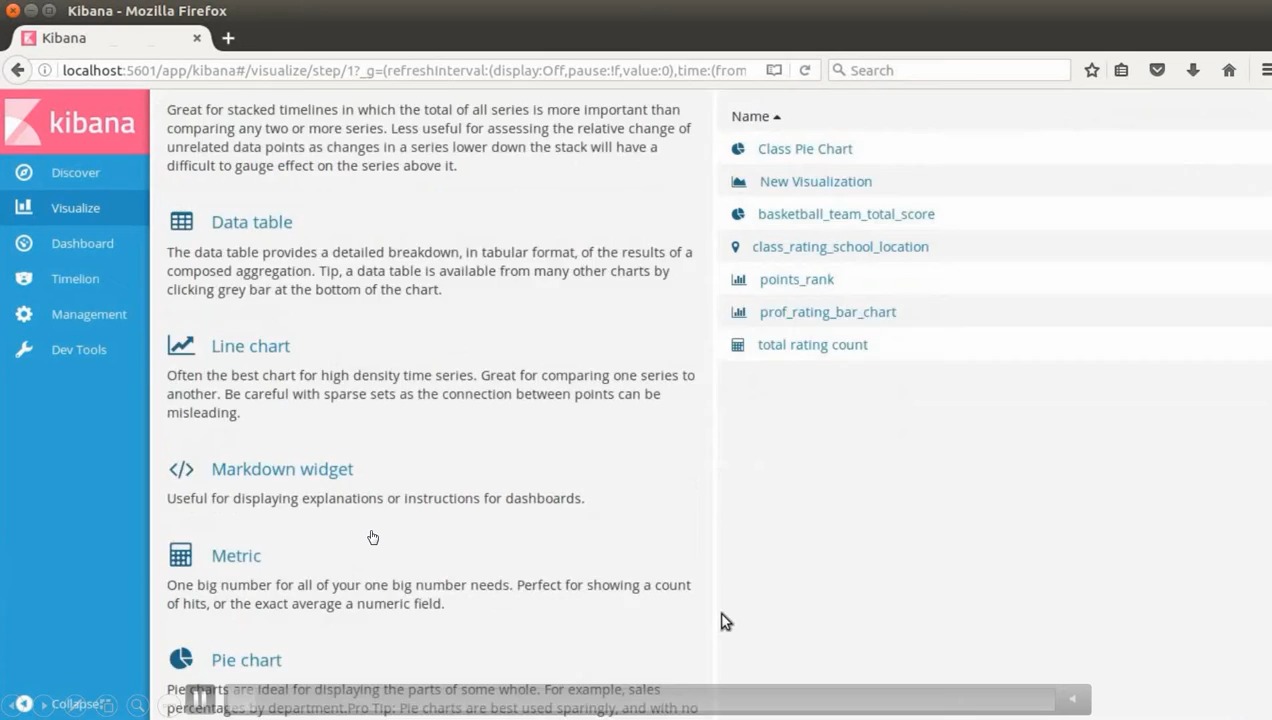 Kibana - Mozilla Firefox
Kibana
localhost:5601/app/kibana#/visualize/step/1?_g=(refreshInterval:(display:Off,pause:!f,value:0),time:(from
Search
kibana
Discover
Visualize
Dashboard
Timelion
Management
Dev Tools
Collapse
Great for stacked timelines in which the total of all series is more important than
comparing any two or more series. Less useful for assessing the relative change of
unrelated data points as changes in a series lower down the stack will have a
difficult to gauge effect on the series above it.
Data table
The data table provides a detailed breakdown, in tabular format, of the results of a
composed aggregation. Tip, a data table is available from many other charts by
clicking grey bar at the bottom of the chart.
Line chart
Often the best chart for high density time series. Great for comparing one series to
another. Be careful with sparse sets as the connection between points can be
misleading.
Markdown widget
Useful for displaying explanations or instructions for dashboards.
Metric
One big number for all of your one big number needs. Perfect for showing a count
of hits, or the exact average a numeric field.
Pie chart
Pie charts are ideal for displaying the parts of some whole. For example, sales
percentages by department.Pro Tip: Pie charts are best used sparingly, and with no
Name
Class Pie Chart
New Visualization
basketball_team_total_score
class_rating_school_location
points_rank
prof_rating_bar_chart
total rating count